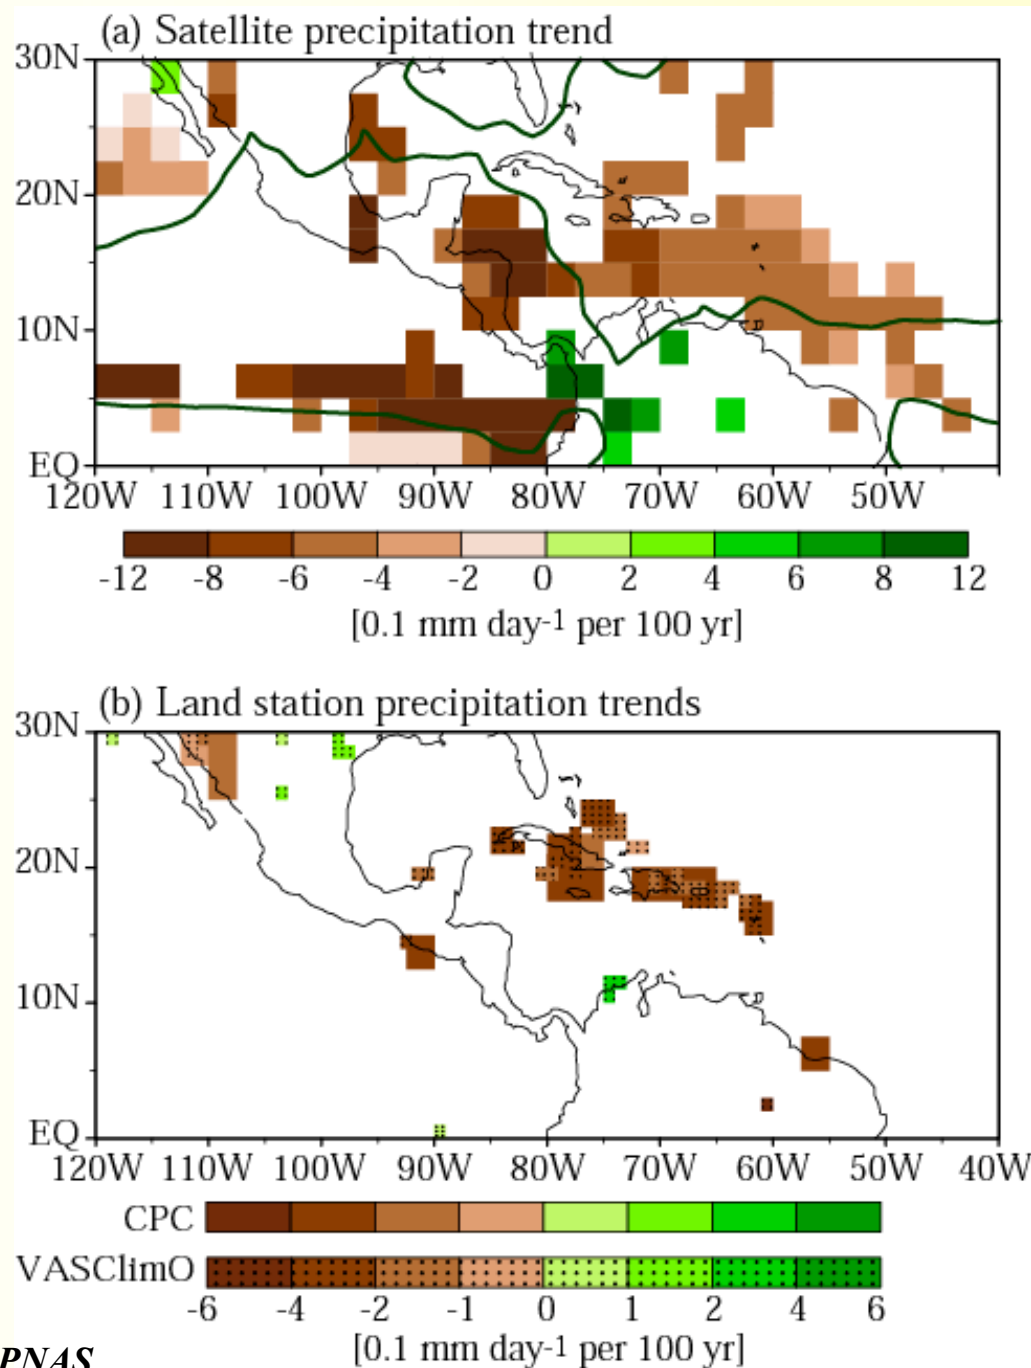 (a) Satellite precipitation trend
30N
20N
10N
EQ
120W 110W 100W 90W 80W 70W 60W 50W
-12 -8 -6 -4 -2 0 2 4 6 8 12
[0.1 mm day-1 per 100 yr]
(b) Land station precipitation trends
30N
20N
10N
EQ
120W 110W 100W 90W 80W 70W 60W 50W 40W
CPC
VASClimO
-6 -4 -2 -1 0 1 2 4 6
[0.1 mm day-1 per 100 yr]
PNAS